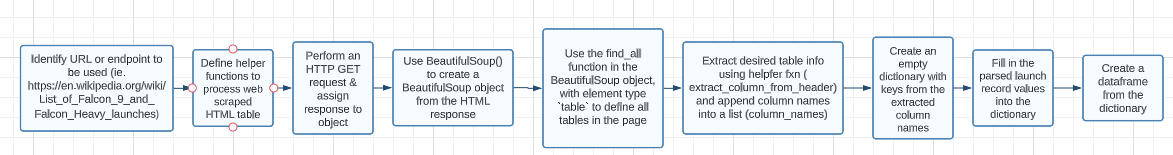 Identify URL or endpoint to
be used (ie.
https://en.wikipedia.org/wiki/
List_of_Falcon_9_and_
Falcon_Heavy_launches)
Define helper
functions to
process web
scraped
HTML table
Perform an
HTTP GET
request &
assign
response to
object
Use BeautifulSoup()
to create a
BeautifulSoup object
from the HTML
response
Use the find_all
function in the
BeautifulSoup object,
with element type
`table` to define all
tables in the page
Extract desired table info
using helpfer fxn (
extract_column_from_header)
and append column names
into a list (column_names)
Create an
empty
dictionary with
keys from the
extracted
column
names
Fill in the
parsed launch
record values
into the
dictionary
Create a
dataframe
from the
dictionary